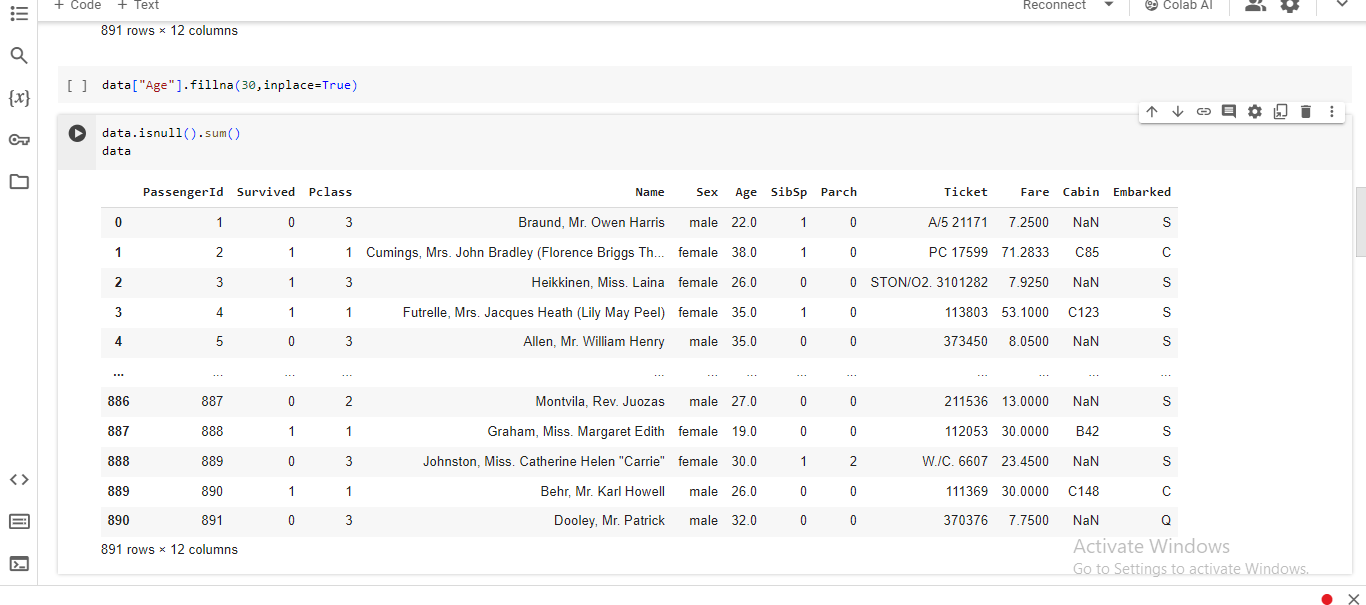 + Code + Text Reconnect Colab AI
891 rows × 12 columns
[ ] data["Age"].fillna(30,inplace=True)
{x}
data.isnull().sum()
data
PassengerId Survived Pclass Name Sex Age SibSp Parch Ticket Fare Cabin Embarked
0 1 0 3 Braund, Mr. Owen Harris male 22.0 1 0 A/5 21171 7.2500 NaN S
1 2 1 1 Cumings, Mrs. John Bradley (Florence Briggs Th... female 38.0 1 0 PC 17599 71.2833 C85 C
2 3 1 3 Heikkinen, Miss. Laina female 26.0 0 0 STON/O2. 3101282 7.9250 NaN S
3 4 1 1 Futrelle, Mrs. Jacques Heath (Lily May Peel) female 35.0 1 0 113803 53.1000 C123 S
4 5 0 3 Allen, Mr. William Henry male 35.0 0 0 373450 8.0500 NaN S
... ... ... ... ... ... ... ... ... ... ... ... ...
886 887 0 2 Montvila, Rev. Juozas male 27.0 0 0 211536 13.0000 NaN S
887 888 1 1 Graham, Miss. Margaret Edith female 19.0 0 0 112053 30.0000 B42 S
888 889 0 3 Johnston, Miss. Catherine Helen "Carrie" female 30.0 1 2 W./C. 6607 23.4500 NaN S
889 890 1 1 Behr, Mr. Karl Howell male 26.0 0 0 111369 30.0000 C148 C
890 891 0 3 Dooley, Mr. Patrick male 32.0 0 0 370376 7.7500 NaN Q
891 rows × 12 columns
Activate Windows
Go to Settings to activate Windows.